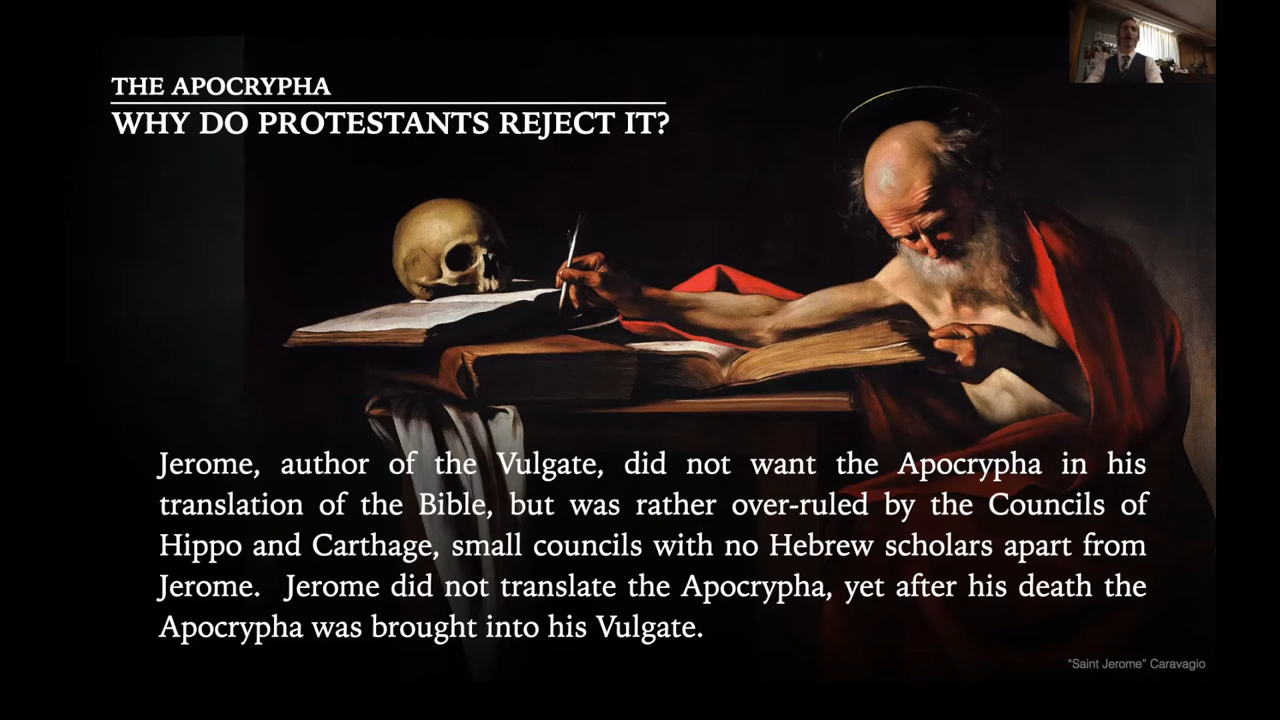 THE APOCRYPHA
WHY DO PROTESTANTS REJECT IT?
Jerome, author of the Vulgate, did not want the Apocrypha in his
translation of the Bible, but was rather over-ruled by the Councils of
Hippo and Carthage, small councils with no Hebrew scholars apart from
Jerome. Jerome did not translate the Apocrypha, yet after his death the
Apocrypha was brought into his Vulgate.
"Saint Jerome" Caravagio